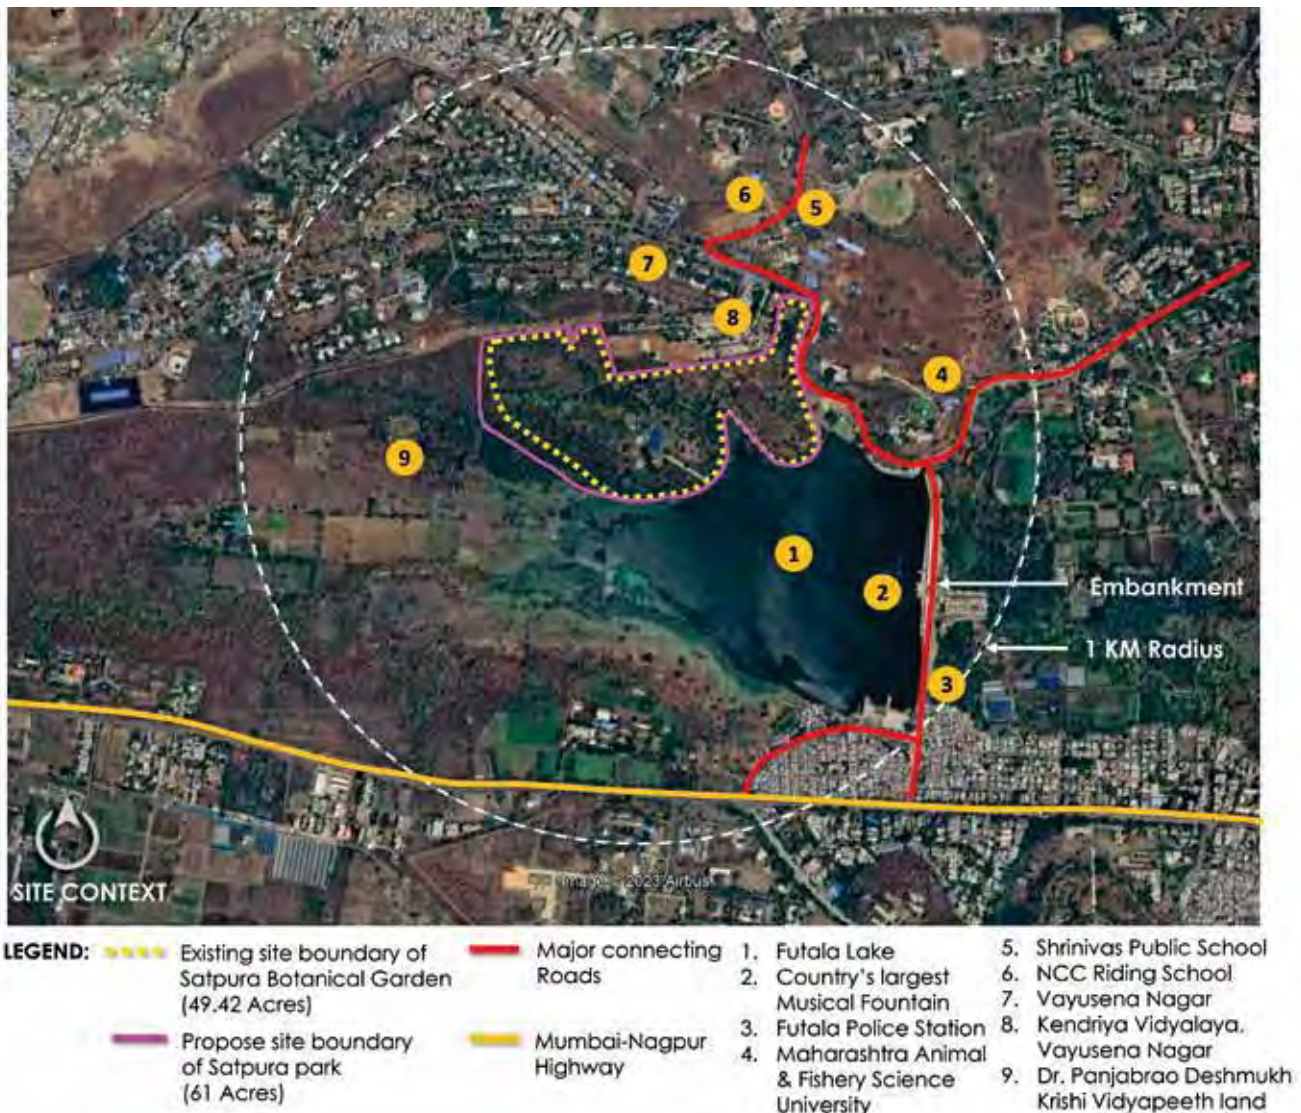 6
5
7
8
4
9
1
2
Embankment
1 KM Radius
3
SITE CONTEXT
Image © 2023 Airbus
LEGEND:
Existing site boundary of
Satpura Botanical Garden
(49.42 Acres)
Propose site boundary
of Satpura park
(61 Acres)
Major connecting
Roads
Mumbai-Nagpur
Highway
1. Futala Lake
2. Country's largest
Musical Fountain
3. Futala Police Station
4. Maharashtra Animal
& Fishery Science
University
5. Shrinivas Public School
6. NCC Riding School
7. Vayusena Nagar
8. Kendriya Vidyalaya,
Vayusena Nagar
9. Dr. Panjabrao Deshmukh
Krishi Vidyapeeth land